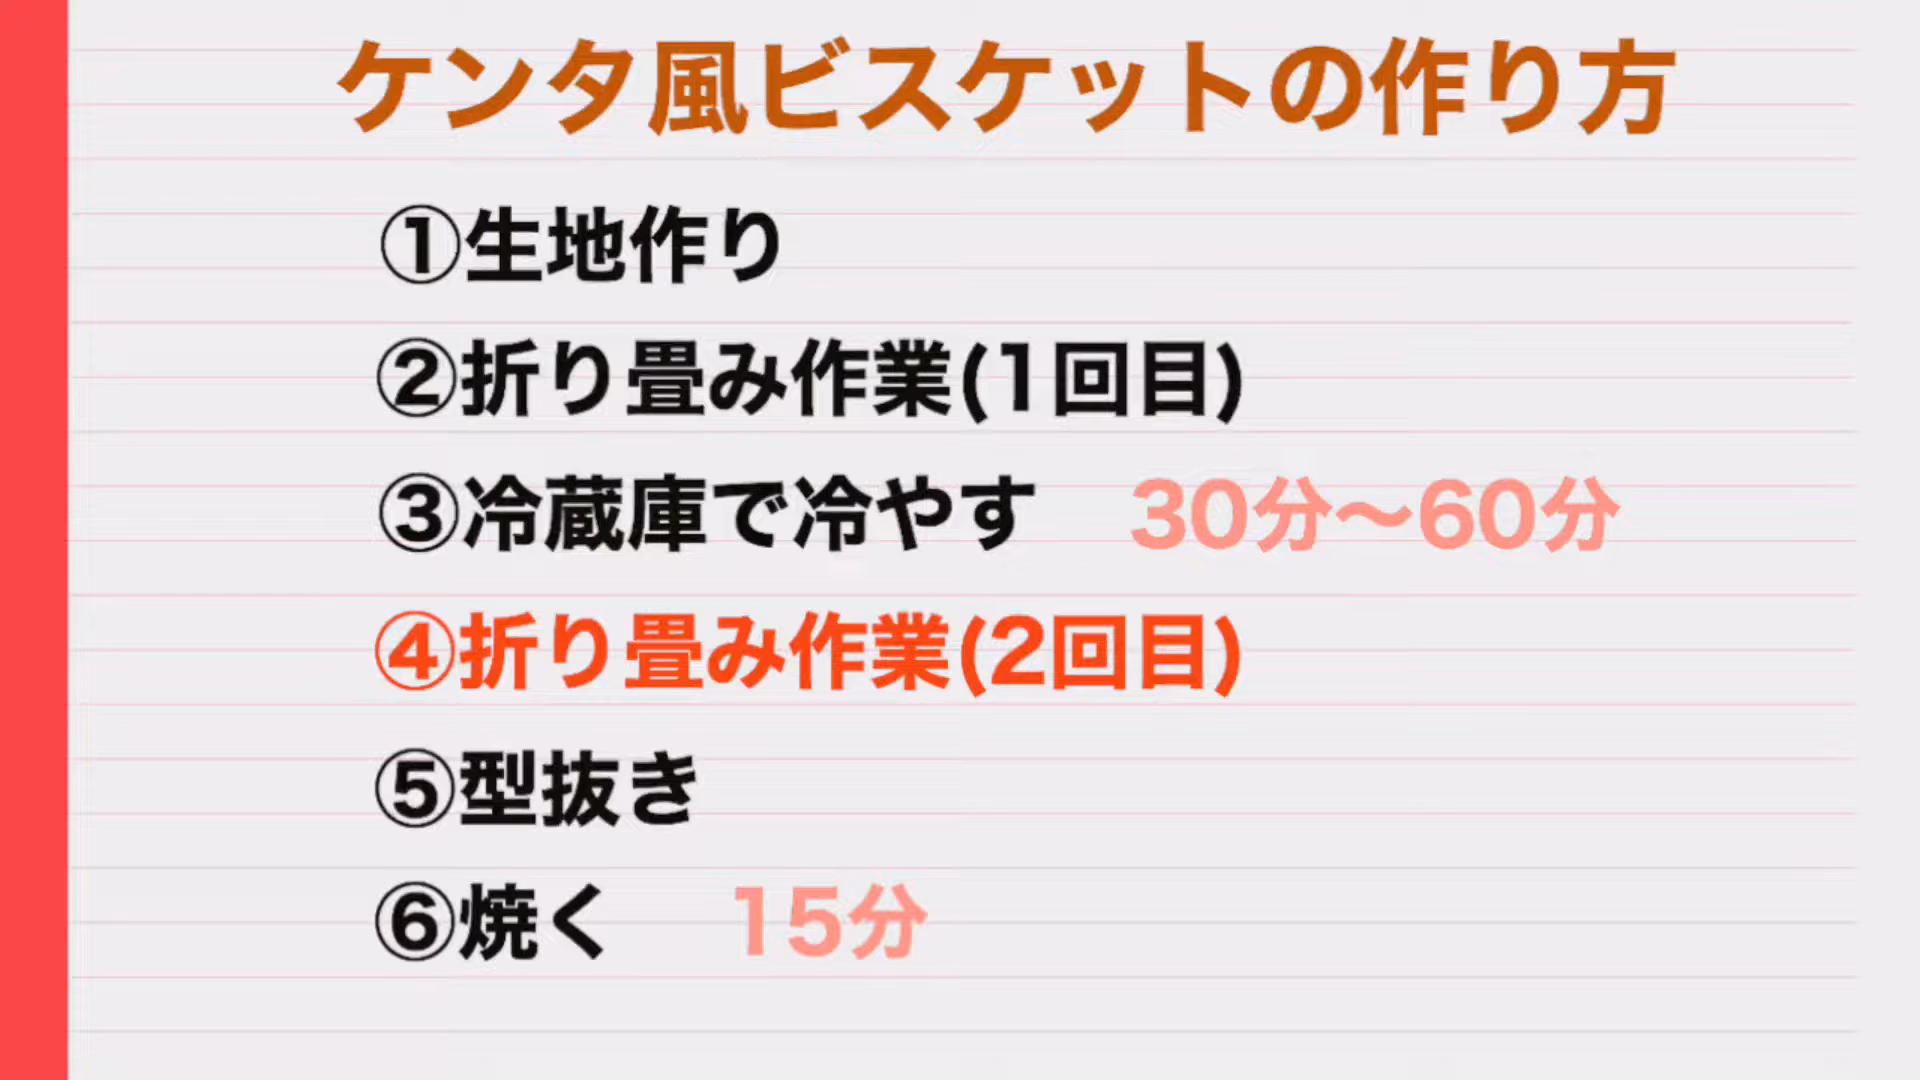 ケンタ風ビスケットの作り方
①生地作り
②折り畳み作業(1回目)
③冷蔵庫で冷やす 30分〜60分
④折り畳み作業(2回目)
⑤型抜き
⑥焼く 15分